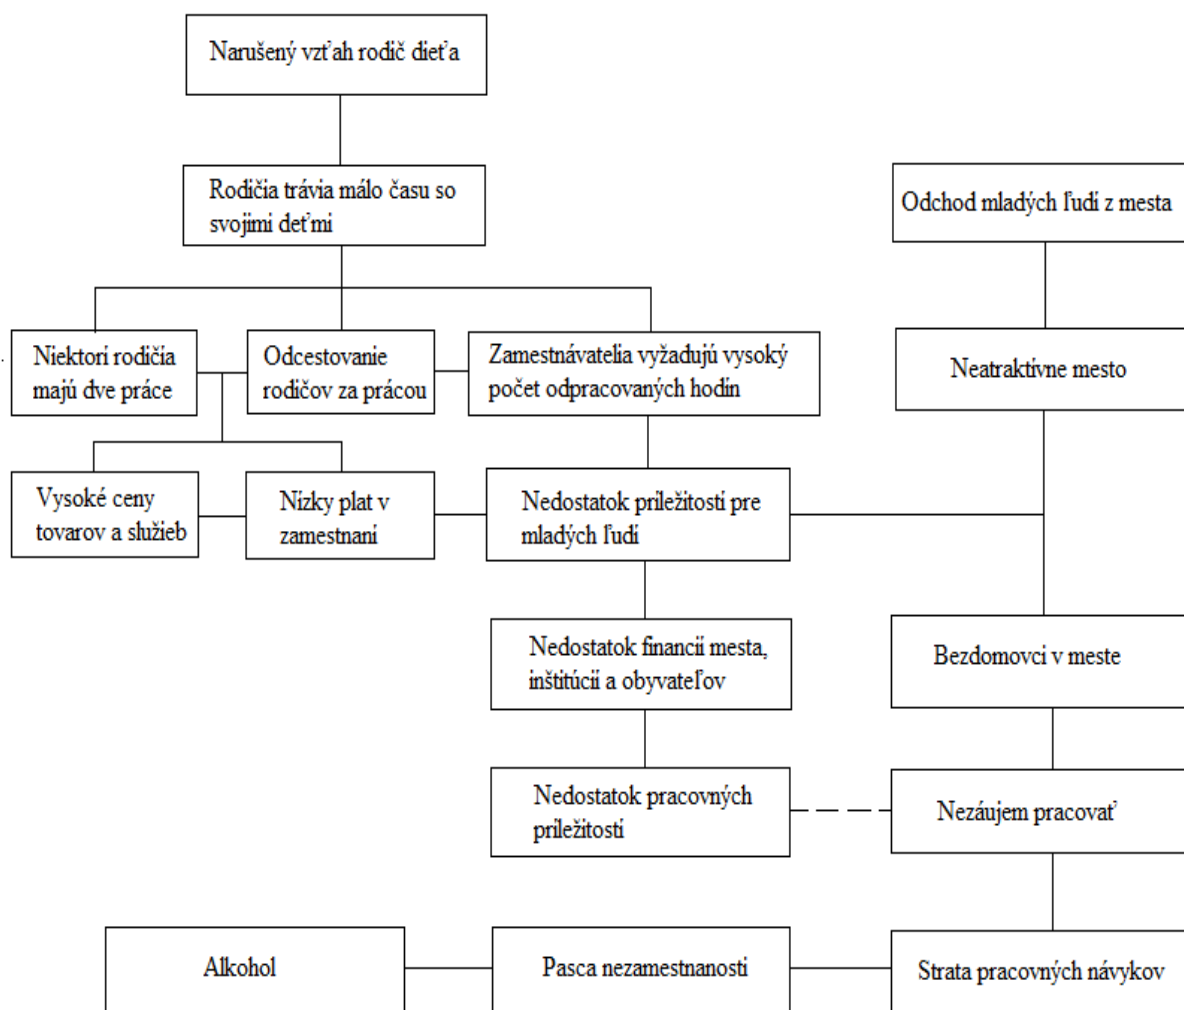 Narušený vzťah rodič dieťa
Rodičia trávia málo času so
svojimi deťmi
Odchod mladých ľudí z mesta
Niektorí rodičia
majú dve práce
Odcestovanie
rodičov za prácou
Zamestnávatelia vyžadujú vysoký
počet odpracovaných hodín
Neatraktívne mesto
Vysoké ceny
tovarov a služieb
Nízky plat v
zamestnaní
Nedostatok príležitostí pre
mladých ľudí
Nedostatok financií mesta,
inštitúcií a obyvateľov
Bezdomovci v meste
Nedostatok pracovných
príležitostí
Nezáujem pracovať
Alkohol
Pasca nezamestnanosti
Strata pracovných návykov